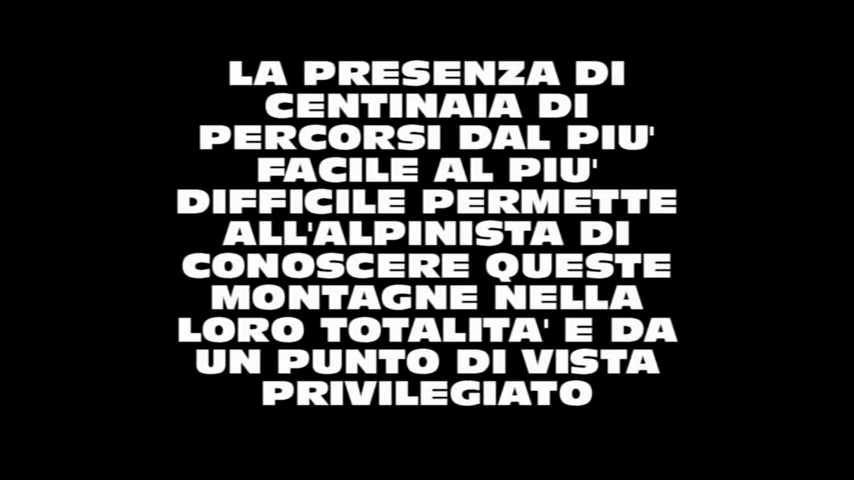 LA PRESENZA DI
CENTINAIA DI
PERCORSI DAL PIU'
FACILE AL PIU'
DIFFICILE PERMETTE
ALL'ALPINISTA DI
CONOSCERE QUESTE
MONTAGNE NELLA
LORO TOTALITA' E DA
UN PUNTO DI VISTA
PRIVILEGIATO